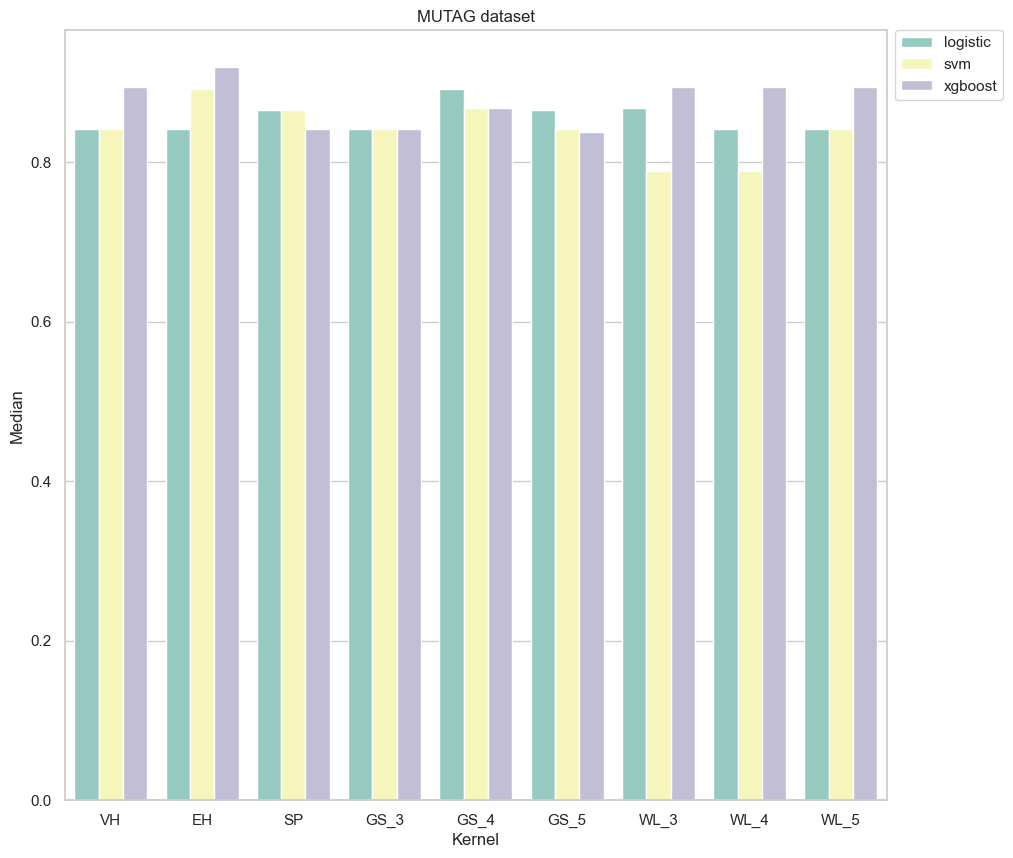 MUTAG dataset
logistic
svm
xgboost
Median
0.8
0.6
0.4
0.2
0.0
VH EH SP GS_3 GS_4 GS_5 WL_3 WL_4 WL_5
Kernel